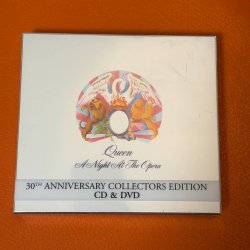 Queen
A Night At The Opera
30TH ANNIVERSARY COLLECTORS EDITION
CD & DVD